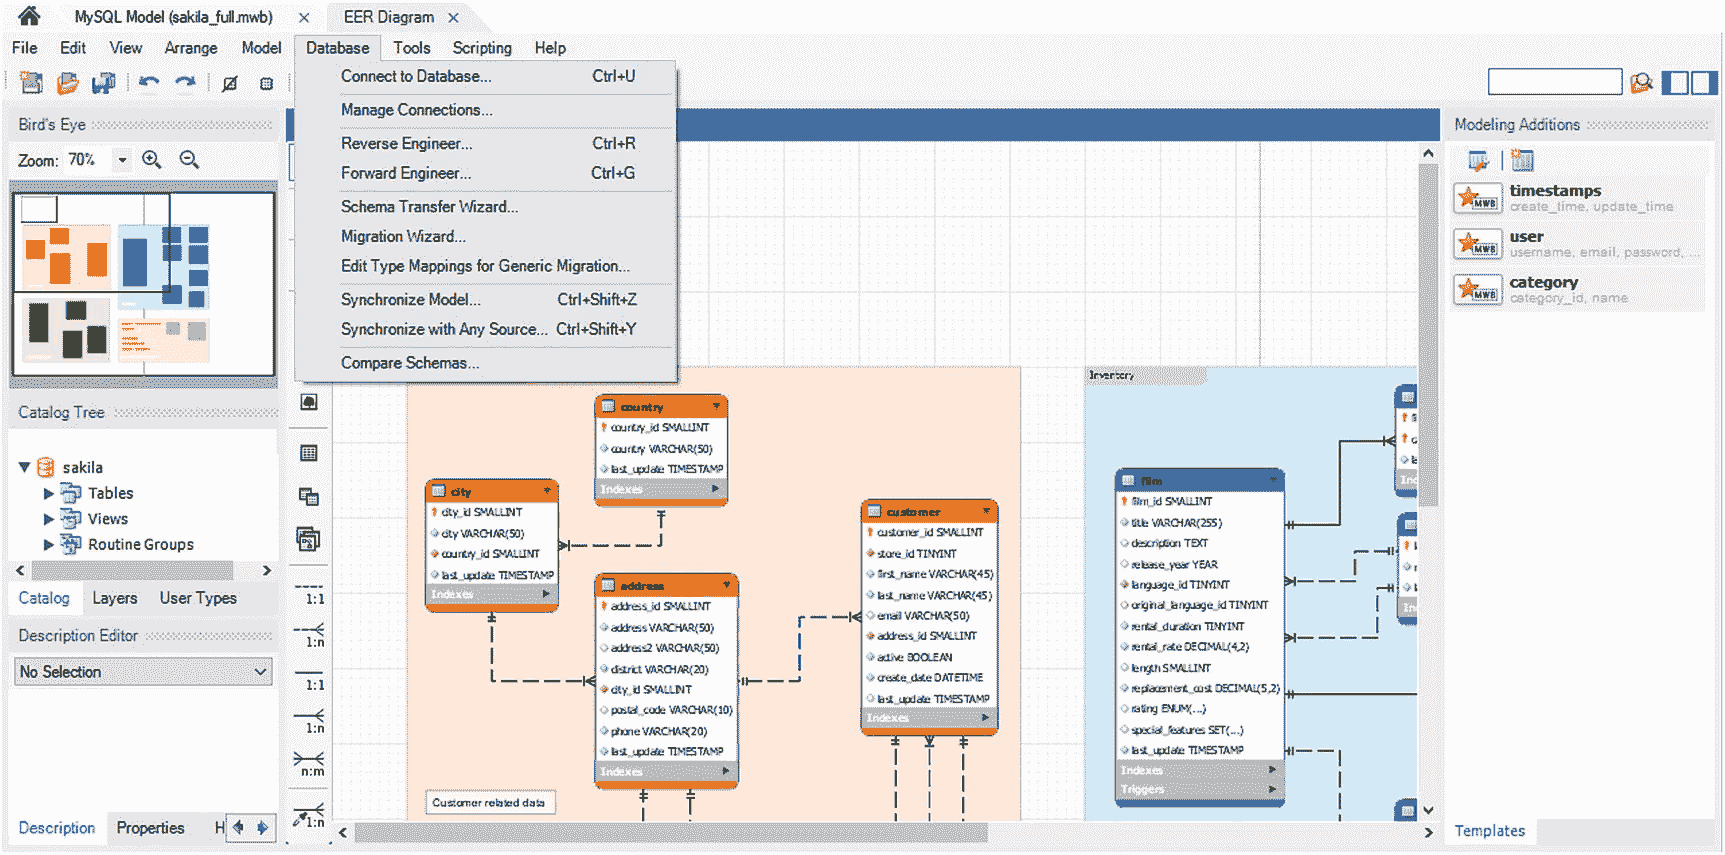 MySQL Model (sakila_full.mwb)
EER Diagram
File Edit View Arrange Model Database Tools Scripting Help
Connect to Database... Ctrl+U
Manage Connections...
Reverse Engineer... Ctrl+R
Forward Engineer... Ctrl+G
Schema Transfer Wizard...
Migration Wizard...
Edit Type Mappings for Generic Migration...
Synchronize Model... Ctrl+Shift+Z
Synchronize with Any Source... Ctrl+Shift+Y
Compare Schemas...
Bird's Eye
Zoom: 70%
Catalog Tree
sakila
Tables
Views
Routine Groups
Catalog Layers User Types
Description Editor
No Selection
Description Properties H
1:1
1:n
1:1
1:n
n:m
1:n
country
country_id SMALLINT
country VARCHAR(50)
last_update TIMESTAMP
Indexes
city
city_id SMALLINT
city VARCHAR(50)
country_id SMALLINT
last_update TIMESTAMP
Indexes
address
address_id SMALLINT
address VARCHAR(50)
address2 VARCHAR(50)
district VARCHAR(20)
city_id SMALLINT
postal_code VARCHAR(10)
phone VARCHAR(20)
last_update TIMESTAMP
Indexes
Customer related data
customer
customer_id SMALLINT
store_id TINYINT
first_name VARCHAR(45)
last_name VARCHAR(45)
email VARCHAR(50)
address_id SMALLINT
active BOOLEAN
create_date DATETIME
last_update TIMESTAMP
Indexes
Inventory
film
film_id SMALLINT
title VARCHAR(255)
description TEXT
release_year YEAR
language_id TINYINT
original_language_id TINYINT
rental_duration TINYINT
rental_rate DECIMAL(4,2)
length SMALLINT
replacement_cost DECIMAL(5,2)
rating ENUM(...)
special_features SET(...)
last_update TIMESTAMP
Indexes
Triggers
Modeling Additions
MWB
timestamps
create_time, update_time
MWB
user
username, email, password, ...
MWB
category
category_id, name
Templates